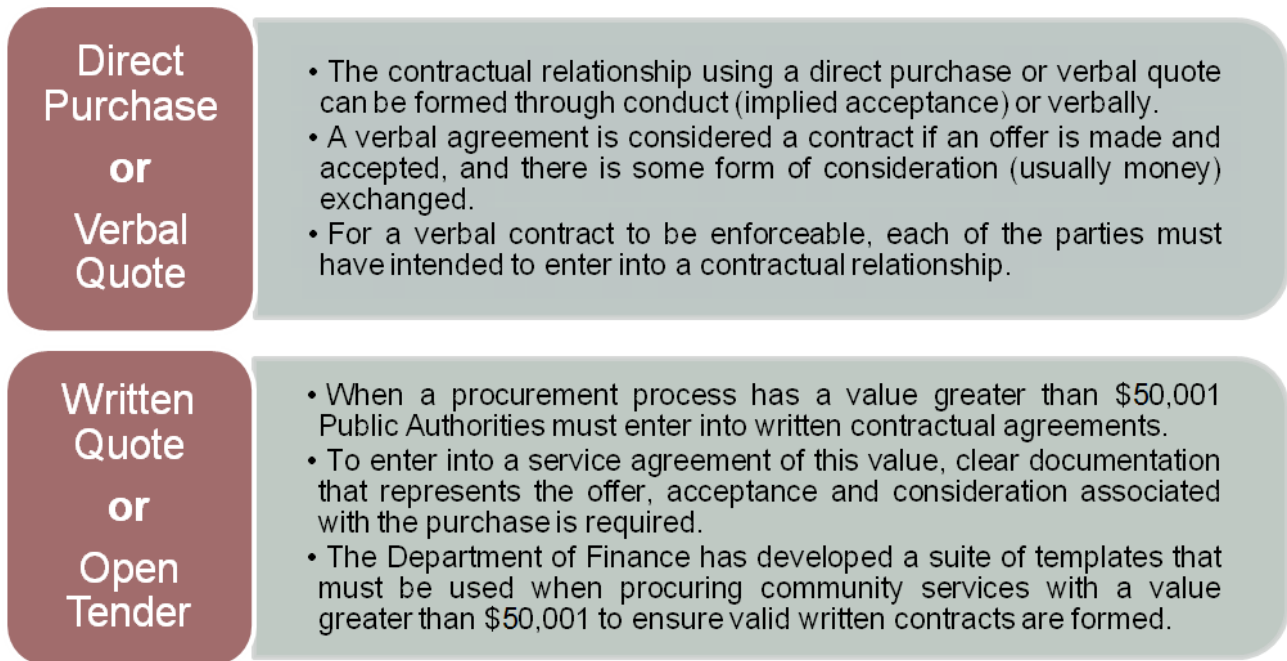 Direct
Purchase
or
Verbal
Quote
• The contractual relationship using a direct purchase or verbal quote
can be formed through conduct (implied acceptance) or verbally.
• A verbal agreement is considered a contract if an offer is made and
accepted, and there is some form of consideration (usually money)
exchanged.
• For a verbal contract to be enforceable, each of the parties must
have intended to enter into a contractual relationship.
Written
Quote
or
Open
Tender
• When a procurement process has a value greater than $50,001
Public Authorities must enter into written contractual agreements.
• To enter into a service agreement of this value, clear documentation
that represents the offer, acceptance and consideration associated
with the purchase is required.
• The Department of Finance has developed a suite of templates that
must be used when procuring community services with a value
greater than $50,001 to ensure valid written contracts are formed.